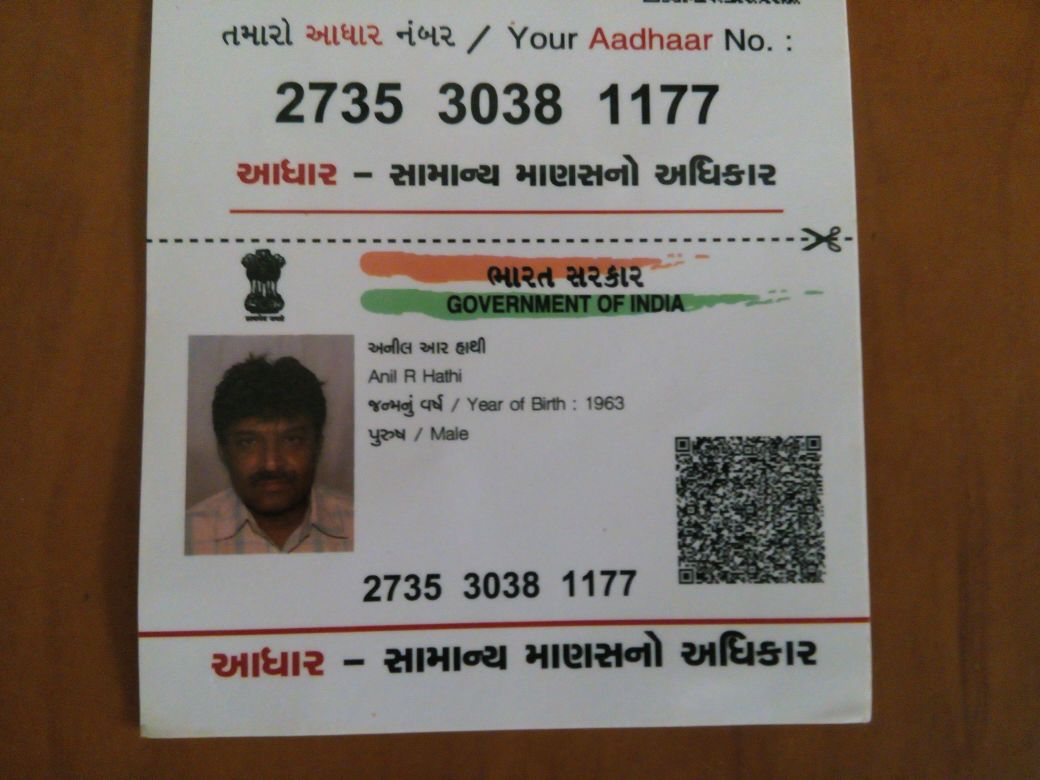 તમારો આધાર નંબર / Your Aadhaar No. :
2735 3038 1177
આધાર – સામાન્ય માણસનો અધિકાર
ભારત સરકાર
GOVERNMENT OF INDIA
અનીલ આર હાથી
Anil R Hathi
જન્મનું વર્ષ / Year of Birth : 1963
પુરુષ / Male
2735 3038 1177
આધાર – સામાન્ય માણસનો અધિકાર